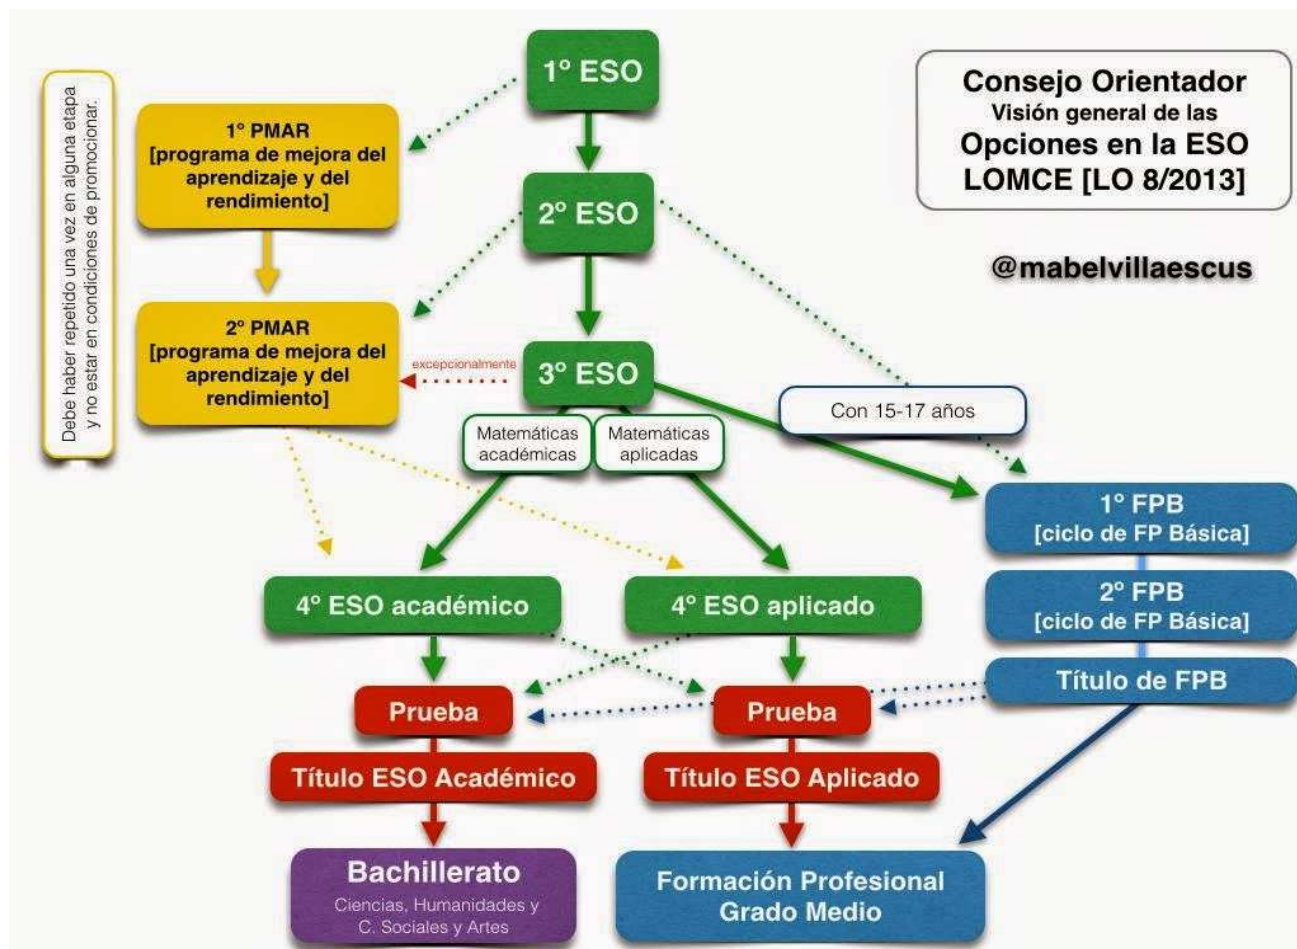 1º ESO
Consejo Orientador
Visión general de las
Opciones en la ESO
LOMCE [LO 8/2013]
@mabelvillaescus
Debe haber repetido una vez en alguna etapa
y no estar en condiciones de promocionar.
1º PMAR
[programa de mejora del
aprendizaje y del
rendimiento]
2º ESO
2º PMAR
[programa de mejora del
aprendizaje y del
rendimiento]
excepcionalmente
3º ESO
Con 15-17 años
Matemáticas
académicas
Matemáticas
aplicadas
1º FPB
[ciclo de FP Básica]
4º ESO académico
4º ESO aplicado
2º FPB
[ciclo de FP Básica]
Título de FPB
Prueba
Prueba
Título ESO Académico
Título ESO Aplicado
Bachillerato
Ciencias, Humanidades y
C. Sociales y Artes
Formación Profesional
Grado Medio